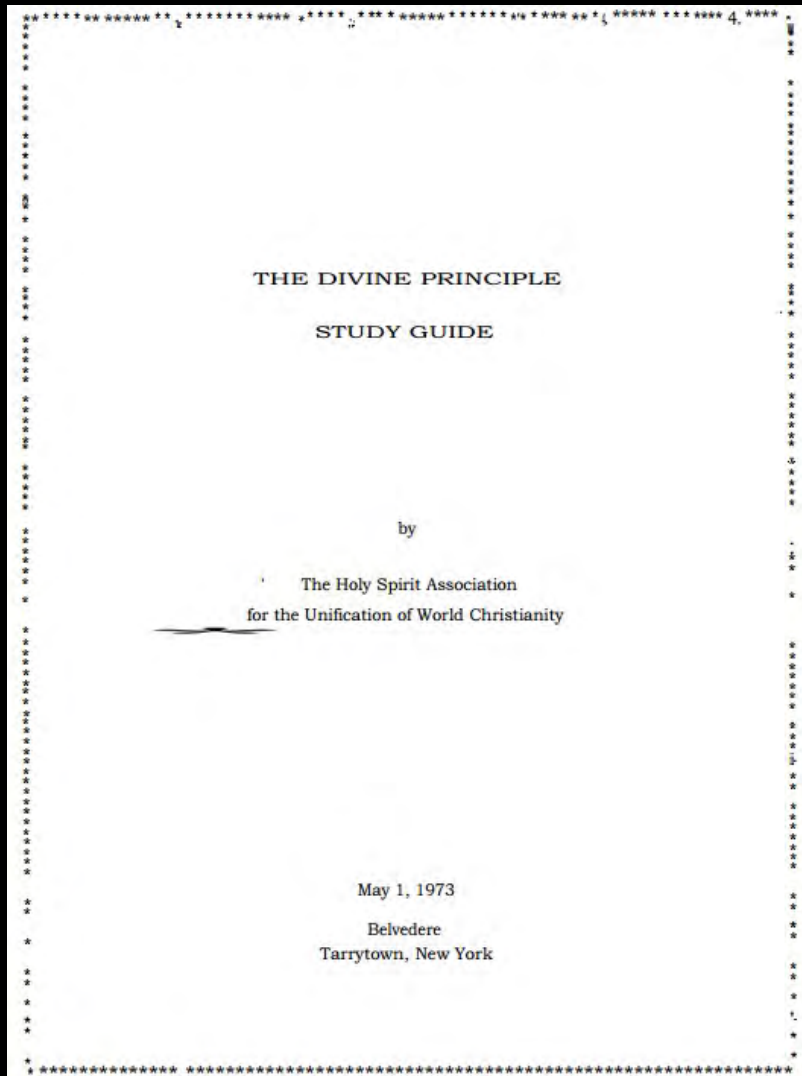 THE DIVINE PRINCIPLE
STUDY GUIDE
by
The Holy Spirit Association
for the Unification of World Christianity
May 1, 1973
Belvedere
Tarrytown, New York